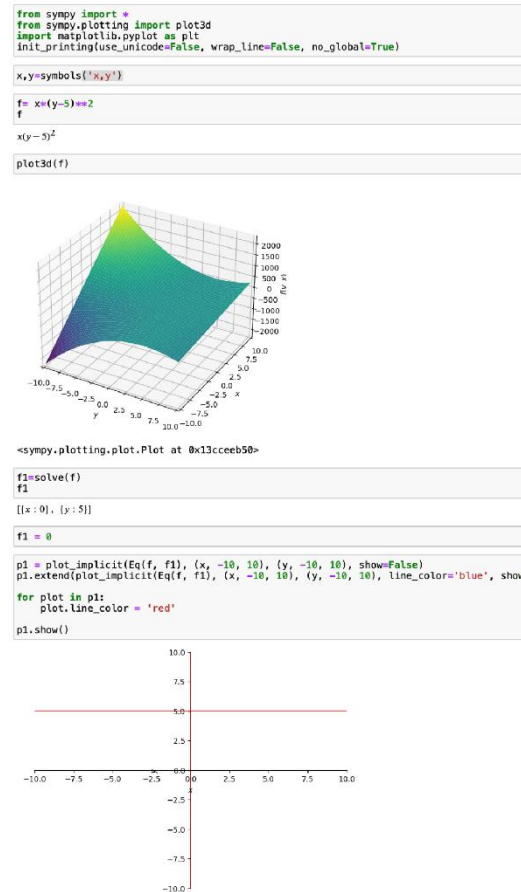 from sympy import *
from sympy.plotting import plot3d
import matplotlib.pyplot as plt
init_printing(use_unicode=False, wrap_line=False, no_global=True)
x,y=symbols('x,y')
f= x*(y-5)**2
f
x(y − 5)²
plot3d(f)
2000
1500
1000
500
0
−500
−1000
−1500
−2000
f(y, x)
−10.0 −7.5 −5.0 −2.5 0.0 2.5 5.0 7.5 10.0
y
−10.0 −7.5 −5.0 −2.5 0.0 2.5 5.0 7.5 10.0
x
<sympy.plotting.plot.Plot at 0x13cceeb50>
f1=solve(f)
f1
[{x : 0}, {y : 5}]
f1 = 0
p1 = plot_implicit(Eq(f, f1), (x, -10, 10), (y, -10, 10), show=False)
p1.extend(plot_implicit(Eq(f, f1), (x, -10, 10), (y, -10, 10), line_color='blue', show
for plot in p1:
plot.line_color = 'red'
p1.show()
10.0
7.5
5.0
2.5
0.0
−10.0 −7.5 −5.0 −2.5 0.0 2.5 5.0 7.5 10.0
x
−2.5
−5.0
−7.5
−10.0